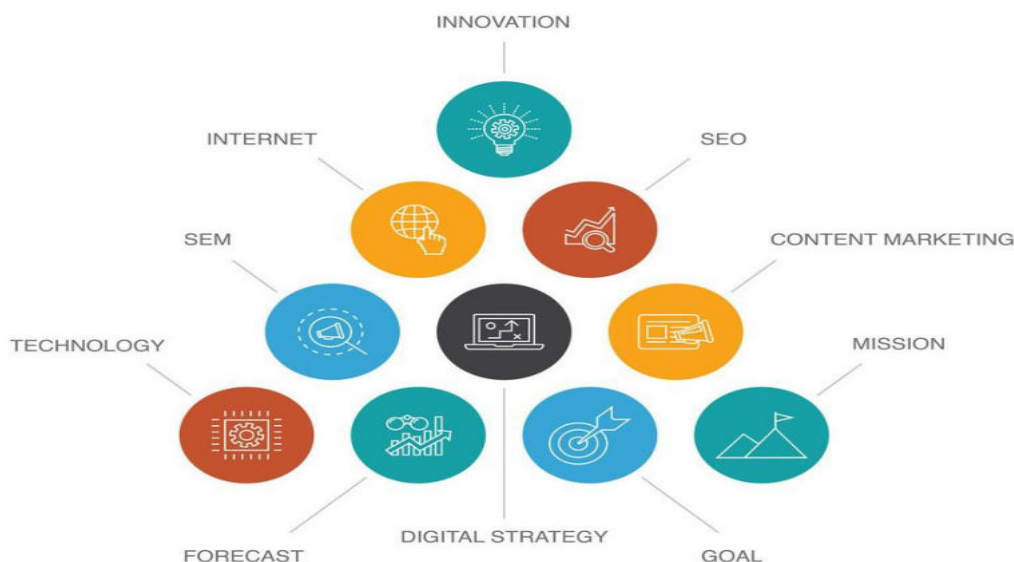 INNOVATION
INTERNET
SEO
SEM
CONTENT MARKETING
TECHNOLOGY
MISSION
DIGITAL STRATEGY
FORECAST
GOAL